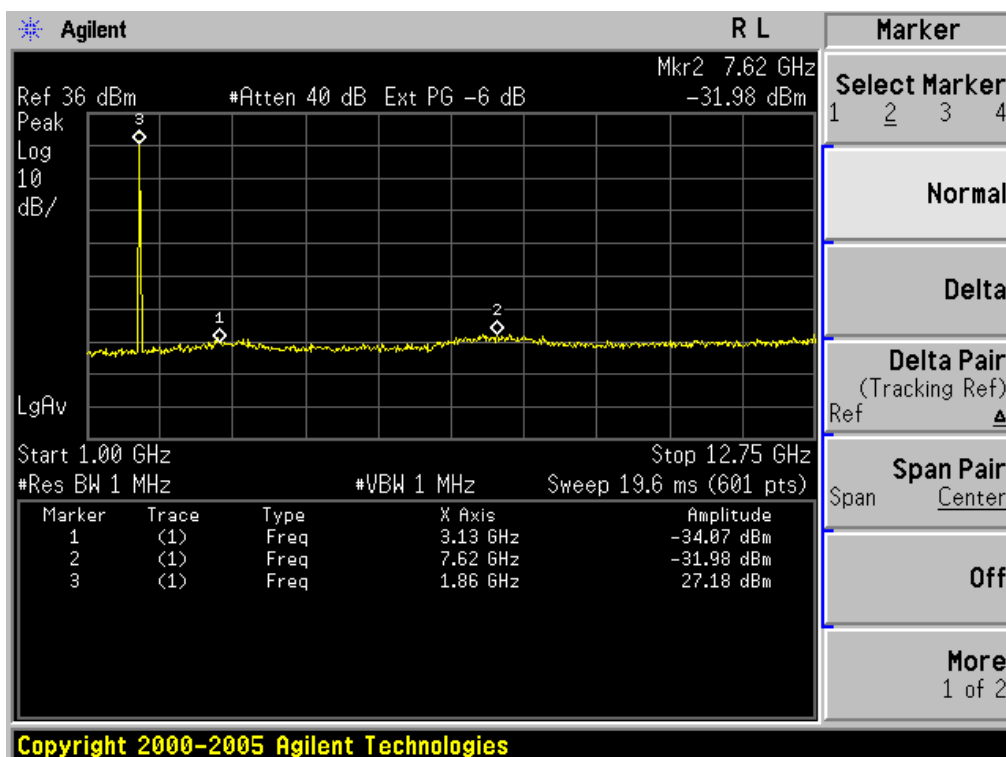 Agilent R L Marker
Mkr2 7.62 GHz
Ref 36 dBm #Atten 40 dB Ext PG -6 dB -31.98 dBm
Select Marker
1 2 3 4
Peak
Log
10
dB/
3
1
2
LgAv
Normal
Delta
Delta Pair
(Tracking Ref)
Ref Δ
Start 1.00 GHz Stop 12.75 GHz
#Res BW 1 MHz #VBW 1 MHz Sweep 19.6 ms (601 pts)
Span Pair
Span Center
Marker Trace Type X Axis Amplitude
1 (1) Freq 3.13 GHz -34.07 dBm
2 (1) Freq 7.62 GHz -31.98 dBm
3 (1) Freq 1.86 GHz 27.18 dBm
Off
More
1 of 2
Copyright 2000-2005 Agilent Technologies